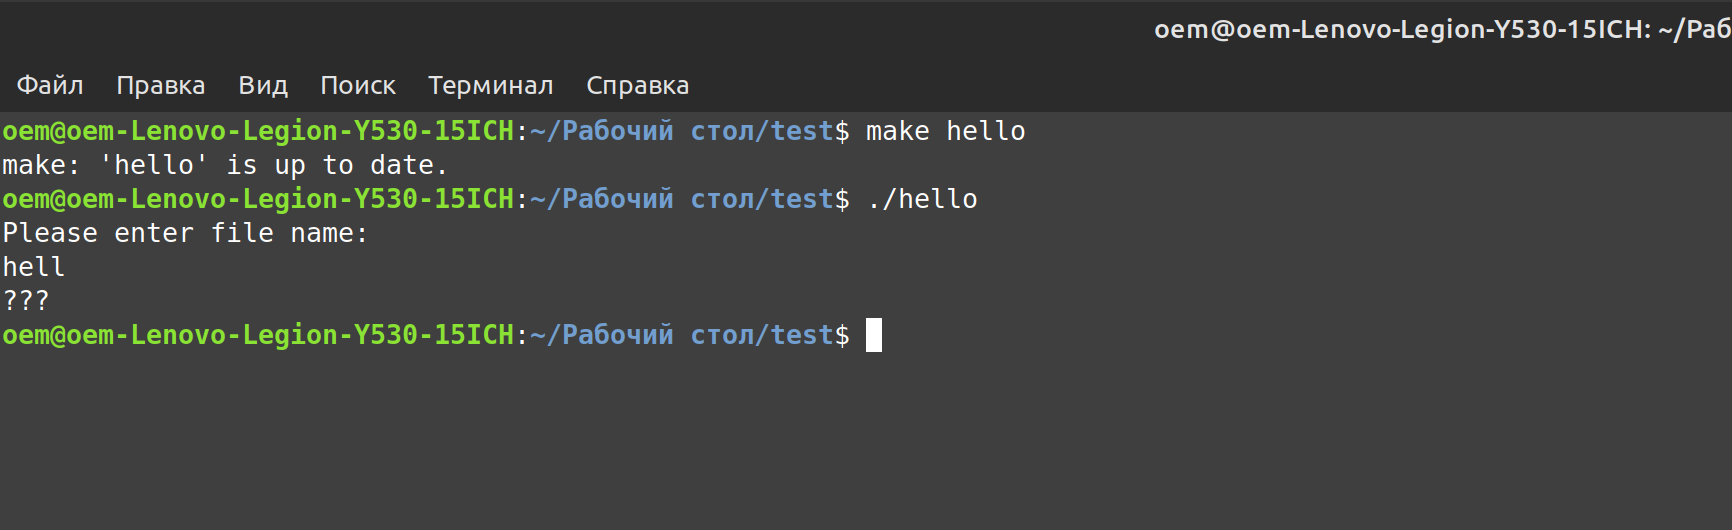 oem@oem-Lenovo-Legion-Y530-15ICH: ~/Раб
Файл Правка Вид Поиск Терминал Справка
oem@oem-Lenovo-Legion-Y530-15ICH:~/Рабочий стол/test$ make hello
make: 'hello' is up to date.
oem@oem-Lenovo-Legion-Y530-15ICH:~/Рабочий стол/test$ ./hello
Please enter file name:
hell
???
oem@oem-Lenovo-Legion-Y530-15ICH:~/Рабочий стол/test$